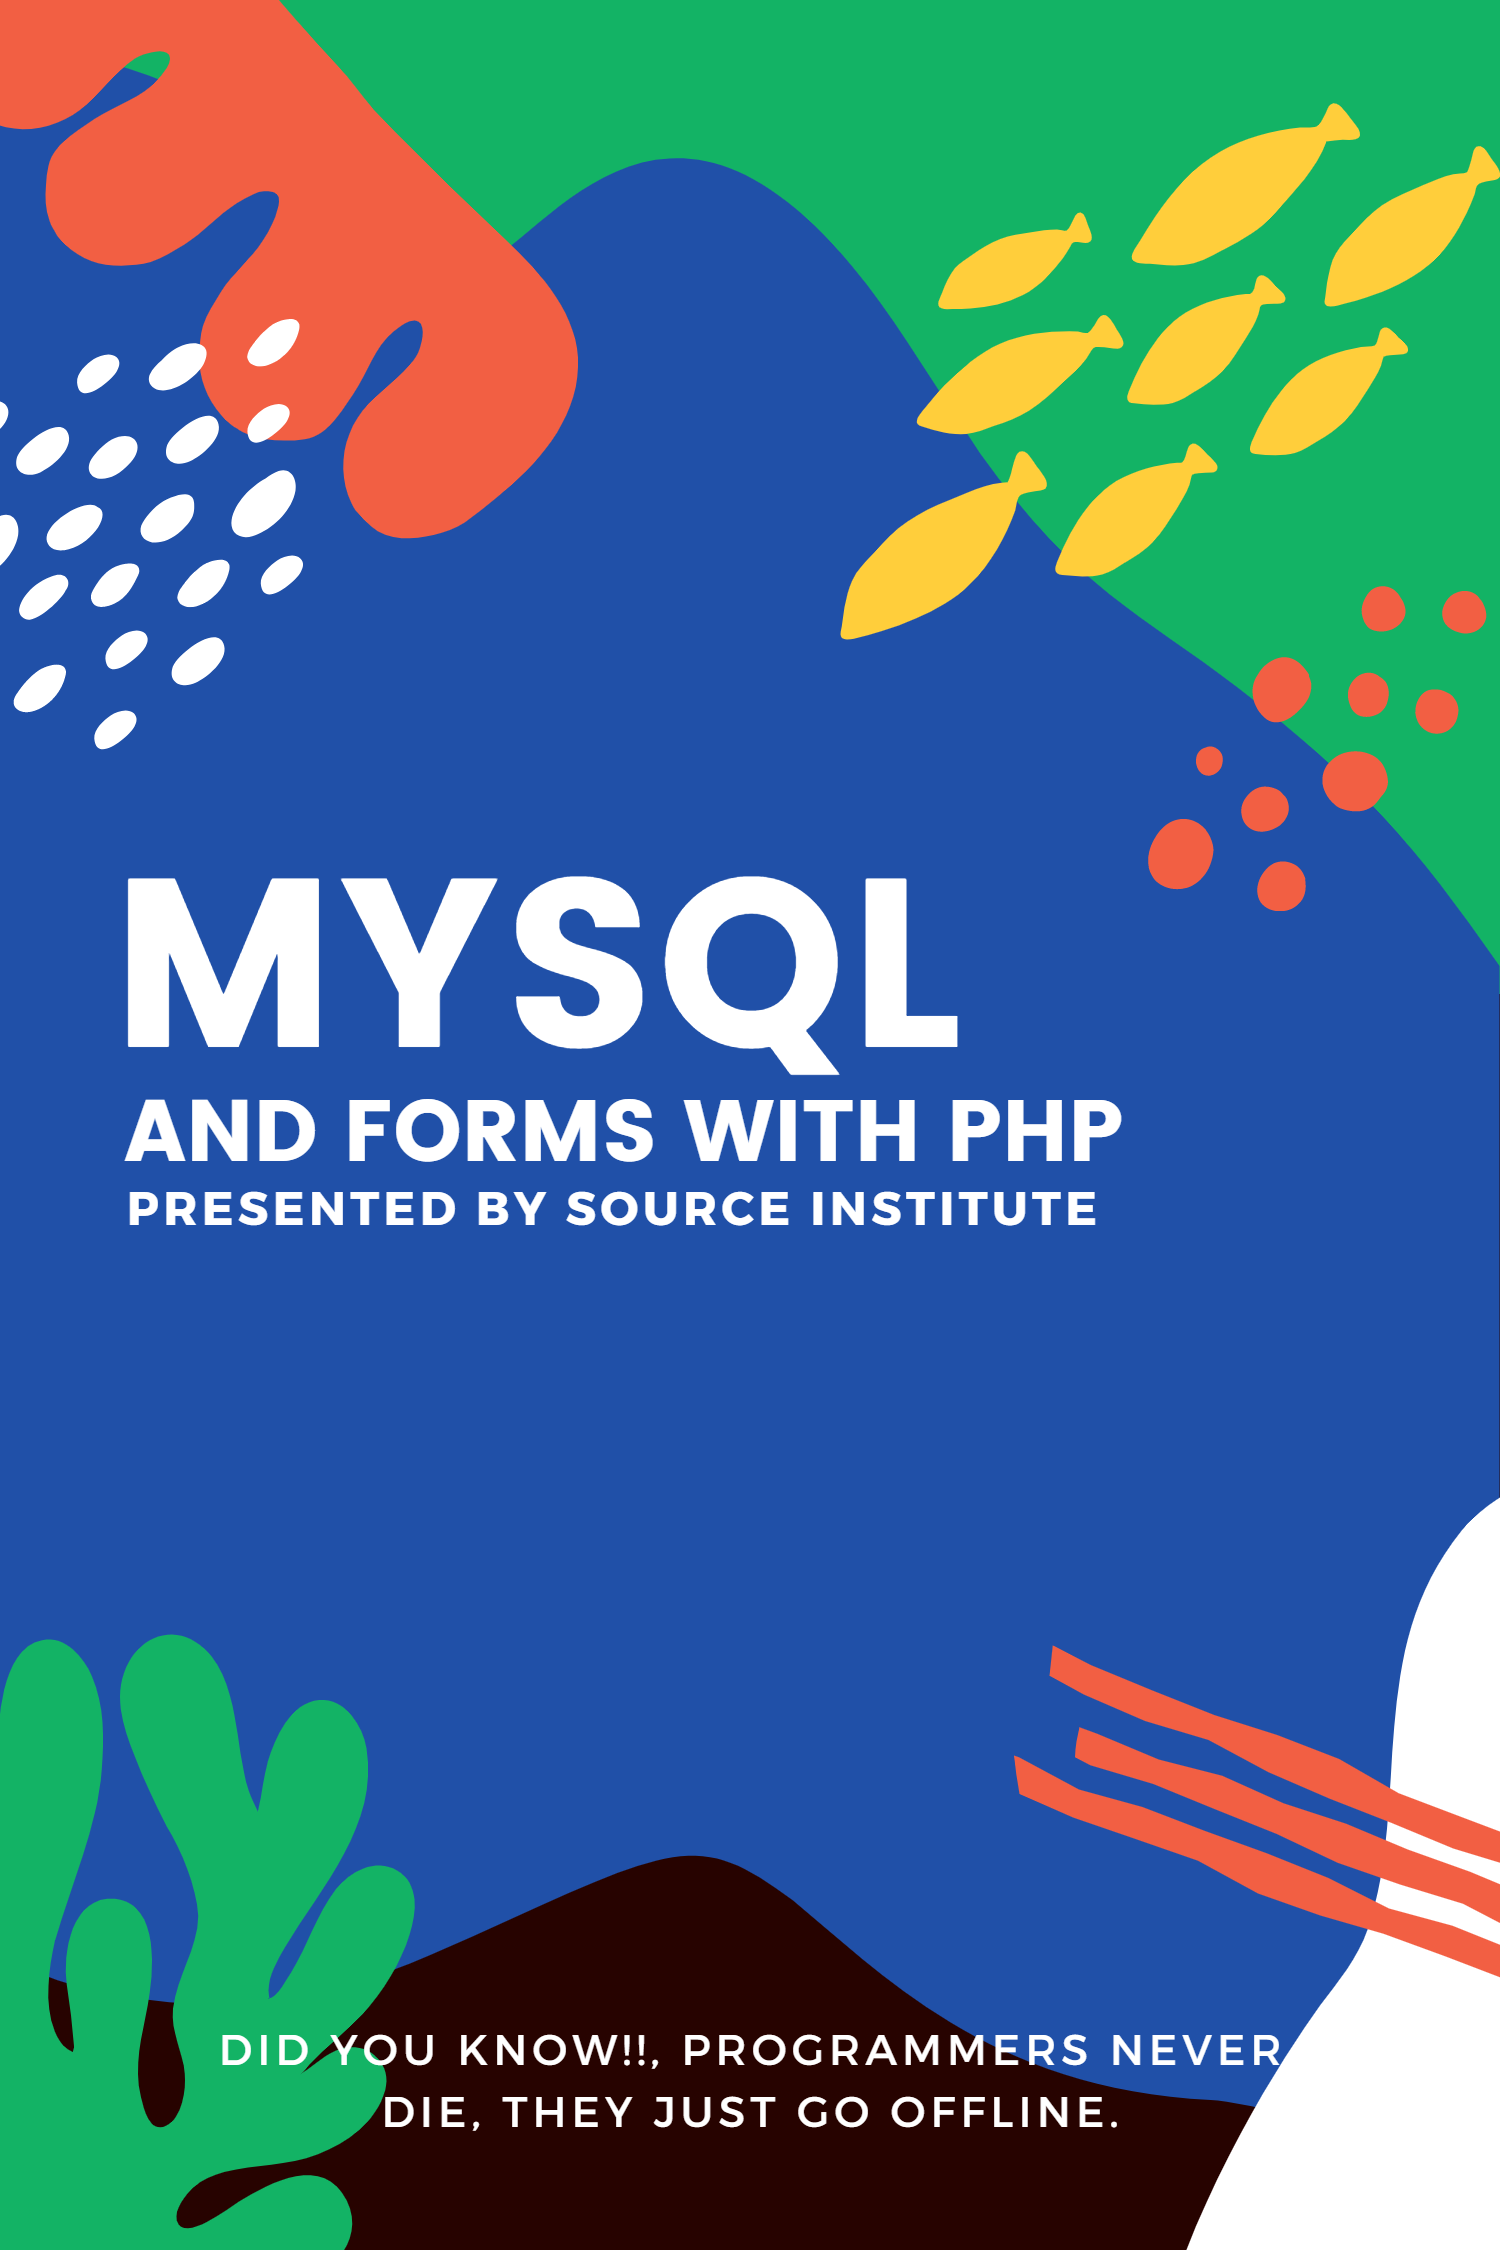 MYSQL
AND FORMS WITH PHP
PRESENTED BY SOURCE INSTITUTE
DID YOU KNOW!!, PROGRAMMERS NEVER
DIE, THEY JUST GO OFFLINE.